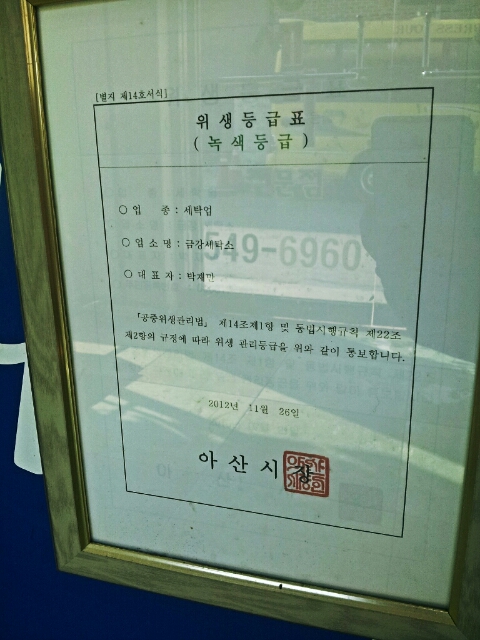 [별지 제14호서식]
위생등급표
(녹색등급)
○ 업 종 : 세탁업
○ 업 소 명 : 금강세탁소
549-6960
○ 대 표 자 : 탁재만
『공중위생관리법』 제14조제1항 및 동법시행규칙 제22조
제2항의 규정에 따라 위생 관리등급을 위와 같이 통보합니다.
2012년 11월 26일
아산시장